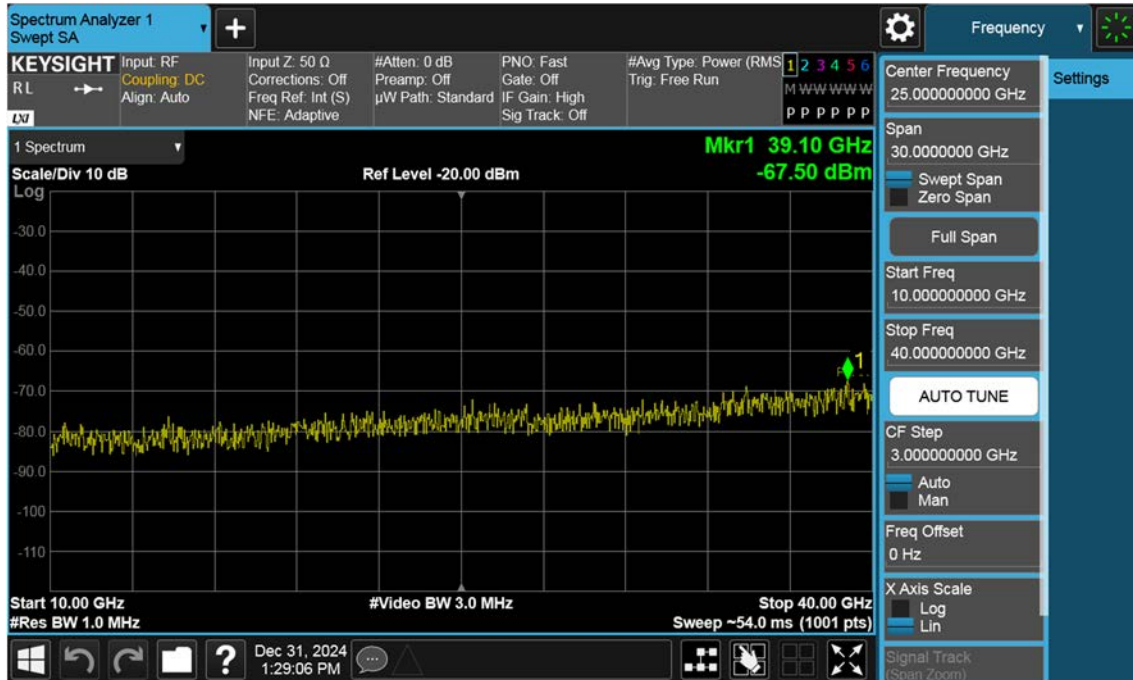 Spectrum Analyzer 1
Swept SA
Frequency
KEYSIGHT
R L
LXI
Input: RF
Coupling: DC
Align: Auto
Input Z: 50 Ω
Corrections: Off
Freq Ref: Int (S)
NFE: Adaptive
#Atten: 0 dB
Preamp: Off
µW Path: Standard
PNO: Fast
Gate: Off
IF Gain: High
Sig Track: Off
#Avg Type: Power (RMS
Trig: Free Run
1 2 3 4 5 6
M W W W W W
P P P P P P
1 Spectrum
Scale/Div 10 dB
Log
Ref Level -20.00 dBm
Mkr1 39.10 GHz
-67.50 dBm
-30.0
-40.0
-50.0
-60.0
-70.0
-80.0
-90.0
-100
-110
1
Start 10.00 GHz
#Res BW 1.0 MHz
#Video BW 3.0 MHz
Stop 40.00 GHz
Sweep ~54.0 ms (1001 pts)
Dec 31, 2024
1:29:06 PM
Center Frequency
25.000000000 GHz
Span
30.0000000 GHz
Swept Span
Zero Span
Full Span
Start Freq
10.000000000 GHz
Stop Freq
40.000000000 GHz
AUTO TUNE
CF Step
3.000000000 GHz
Auto
Man
Freq Offset
0 Hz
X Axis Scale
Log
Lin
Signal Track
(Span Zoom)
Settings